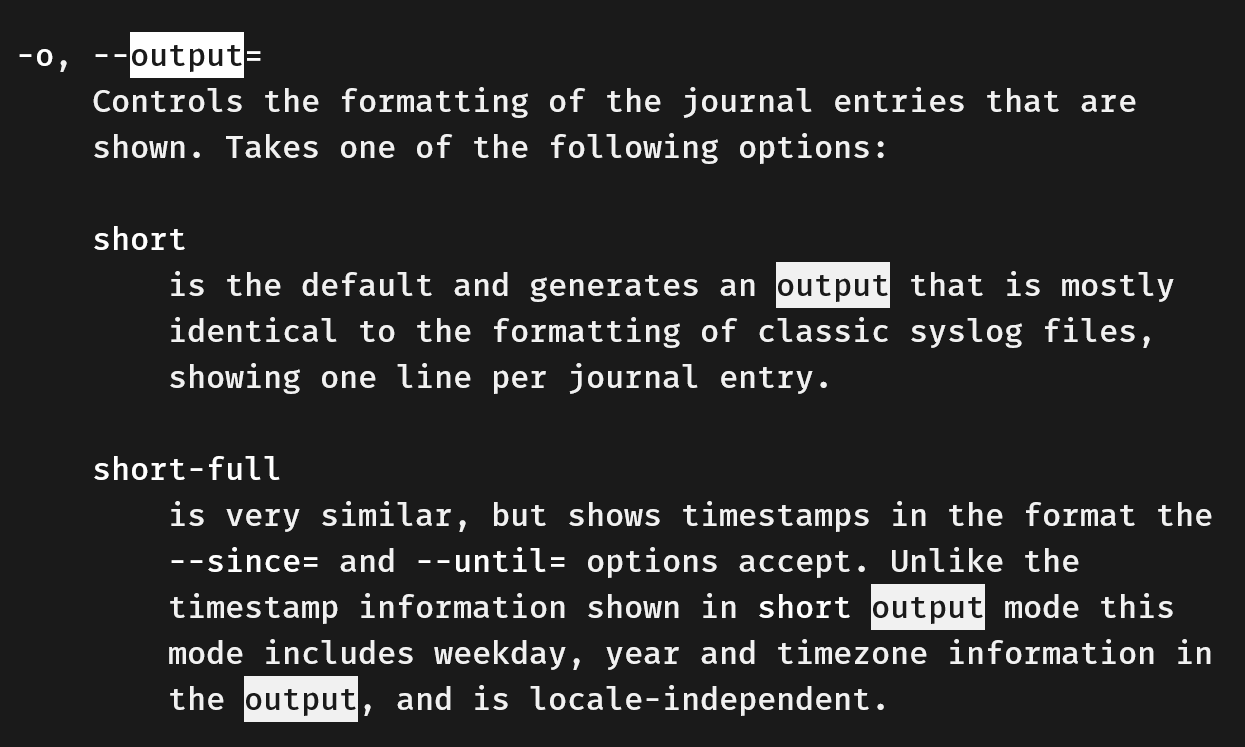 -o, --output=
Controls the formatting of the journal entries that are
shown. Takes one of the following options:
short
is the default and generates an output that is mostly
identical to the formatting of classic syslog files,
showing one line per journal entry.
short-full
is very similar, but shows timestamps in the format the
--since= and --until= options accept. Unlike the
timestamp information shown in short output mode this
mode includes weekday, year and timezone information in
the output, and is locale-independent.